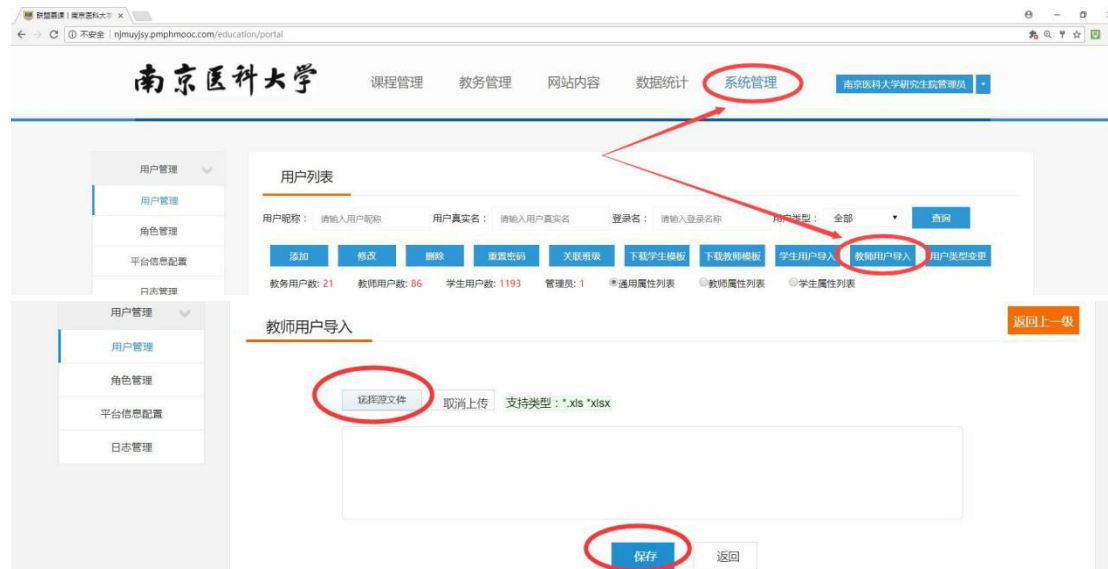 联盟慕课 | 南京医科大学
不安全 | njmuyjsy.pmphmooc.com/education/portal
南京医科大学 课程管理 教务管理 网站内容 数据统计 系统管理 南京医科大学研究生院管理员
用户管理
用户管理
角色管理
平台信息配置
日志管理
用户列表
用户昵称： 请输入用户昵称 用户真实名： 请输入用户真实名 登录名： 请输入登录名称 用户类型： 全部 查询
添加 修改 删除 重置密码 关联班级 下载学生模板 下载教师模板 学生用户导入 教师用户导入 用户类型变更
教务用户数: 21 教师用户数: 86 学生用户数: 1193 管理员: 1 通用属性列表 教师属性列表 学生属性列表
用户管理
用户管理
角色管理
平台信息配置
日志管理
教师用户导入 返回上一级
选择源文件 取消上传 支持类型：*.xls *xlsx
保存 返回